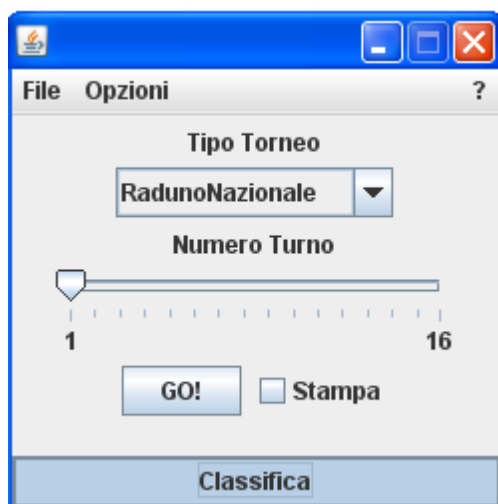 File Opzioni ?
Tipo Torneo
RadunoNazionale
Numero Turno
1 16
GO! Stampa
Classifica